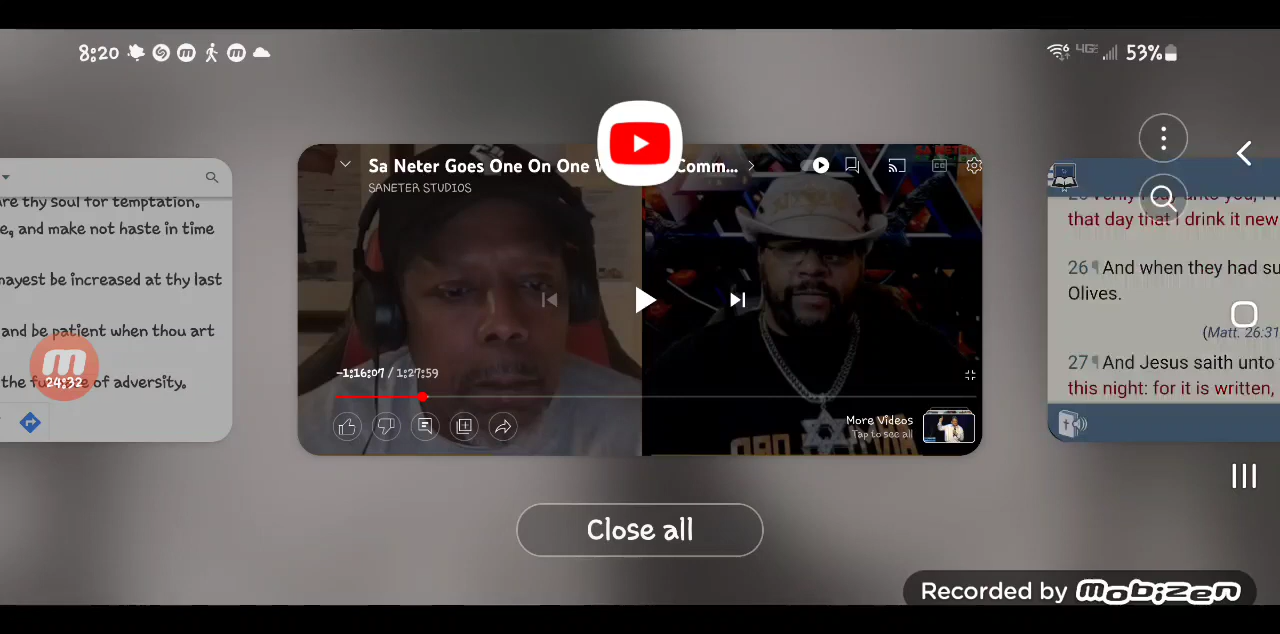 8:20
4GE
53%
Sa Neter Goes One On One W
Comm...
SANETER STUDIOS
CC
-1:16:07 / 1:27:59
More Videos
Tap to see all
re thy soul for temptation.
e, and make not haste in time
mayest be increased at thy last
and be patient when thou art
24:32
the fu e of adversity.
that day that I drink it new
26 ¶ And when they had su
Olives.
(Matt. 26:31
27 ¶ And Jesus saith unto
this night: for it is written,
Close all
Recorded by mobizen